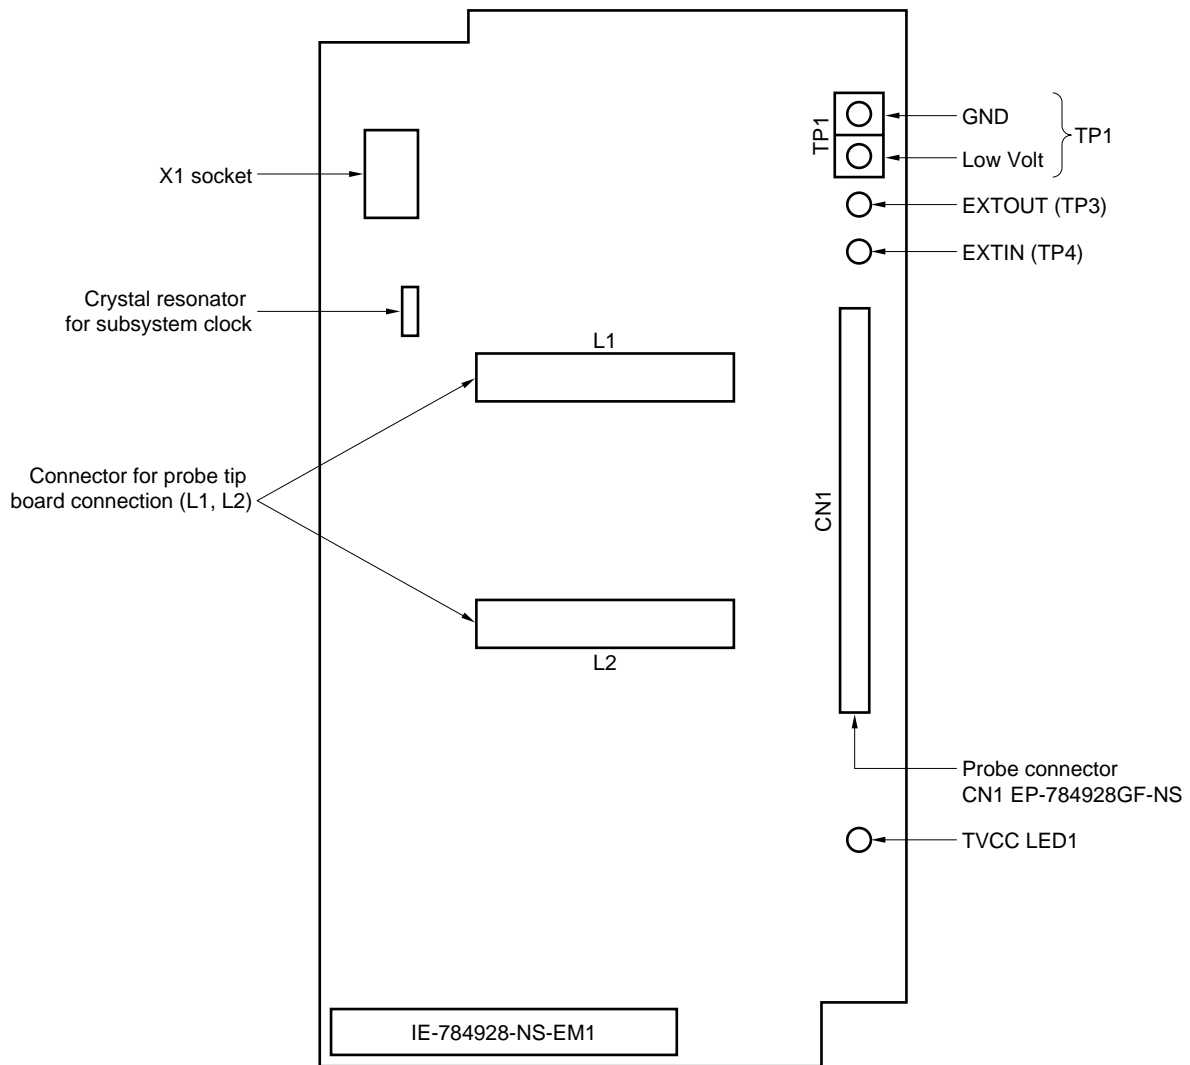 GND
TP1
TP1
Low Volt
X1 socket
EXTOUT (TP3)
EXTIN (TP4)
Crystal resonator
for subsystem clock
L1
Connector for probe tip
board connection (L1, L2)
CN1
L2
Probe connector
CN1 EP-784928GF-NS
TVCC LED1
IE-784928-NS-EM1